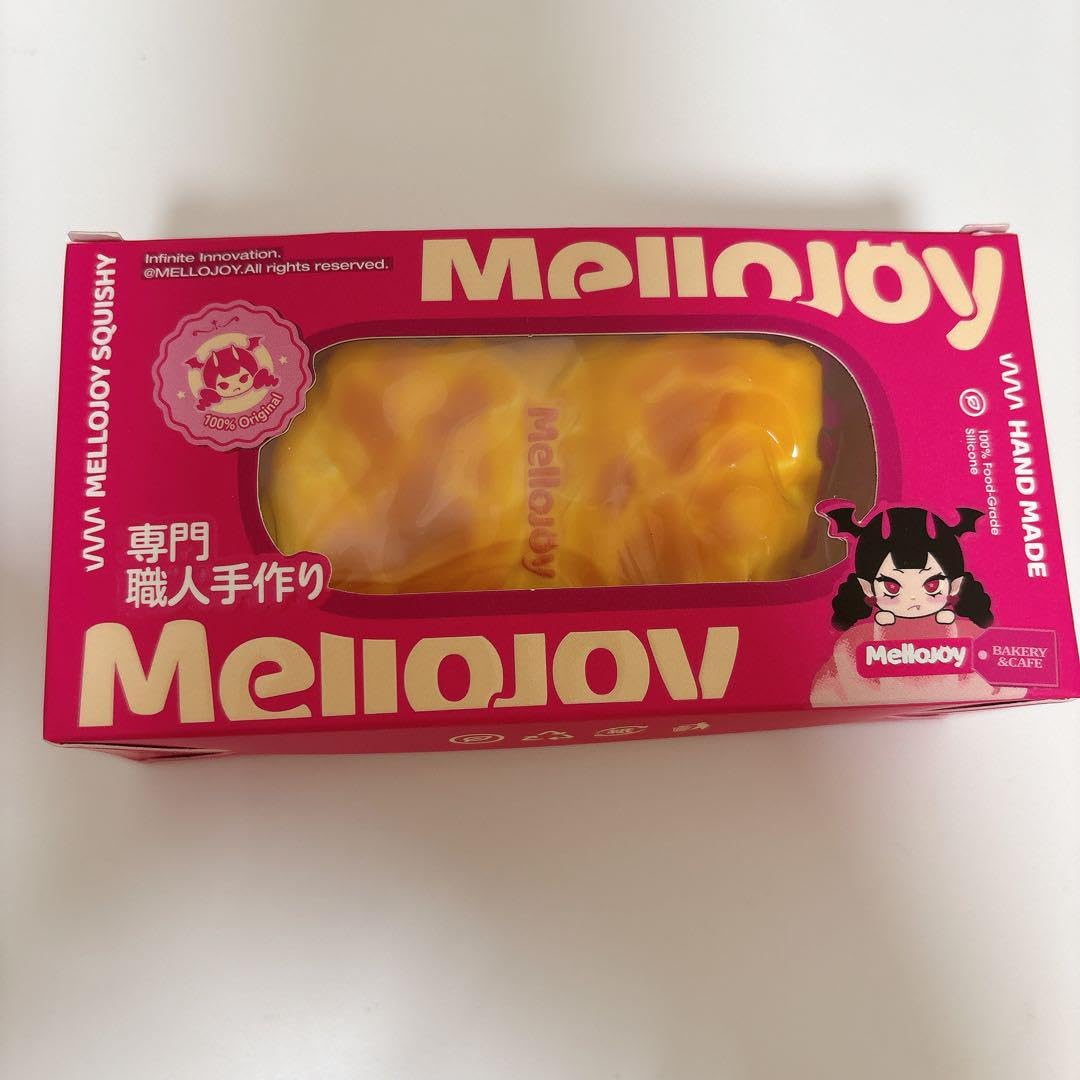 Infinite Innovation.
@MELLOJOY.All rights reserved.
Mellojoy
MELLOJOY SQUISHY
100% Original
Mellojoy
HAND MADE
100% Food-Grade
Silicone
専門
職人手作り
Mellojoy
Mellojoy
BAKERY
&CAFE